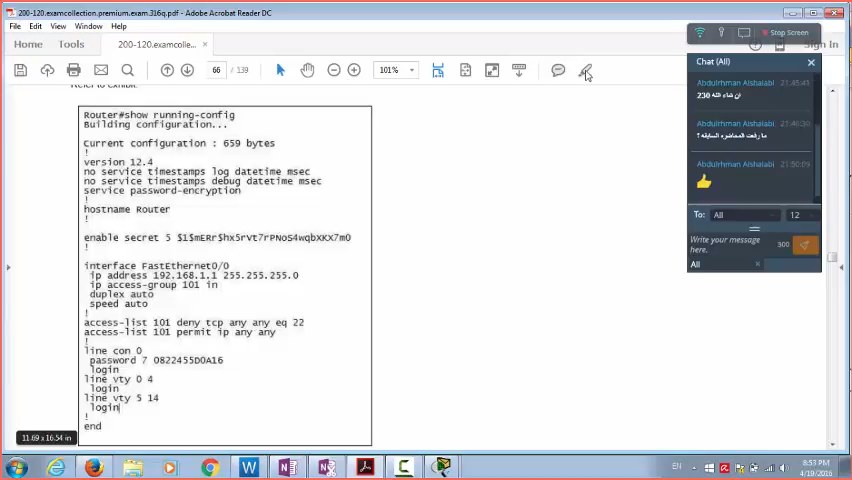 200-120.examcollection.premium.exam.316q.pdf - Adobe Acrobat Reader DC
File Edit View Window Help
Home Tools 200-120.examcolle... × Sign In
Stop Screen
66 / 139 101%
Refer to Exhibit:
Router#show running-config
Building configuration...
Current configuration : 659 bytes
!
version 12.4
no service timestamps log datetime msec
no service timestamps debug datetime msec
service password-encryption
!
hostname Router
!
enable secret 5 $1$mERr$hx5rVt7rPNoS4wqbXKX7m0
!
interface FastEthernet0/0
ip address 192.168.1.1 255.255.255.0
ip access-group 101 in
duplex auto
speed auto
!
access-list 101 deny tcp any any eq 22
access-list 101 permit ip any any
!
line con 0
password 7 0822455D0A16
login
line vty 0 4
login
line vty 5 14
login
!
end
11.69 x 16.54 in
Chat (All)
Abdulrhman Alshalabi 21:45:41
ان شاء الله 230
Abdulrhman Alshalabi 21:46:30
ما رفعت المحاضره السابقه ؟
Abdulrhman Alshalabi 21:50:09
To: All 12
Write your message here. 300
All ×
EN 8:53 PM
4/19/2016